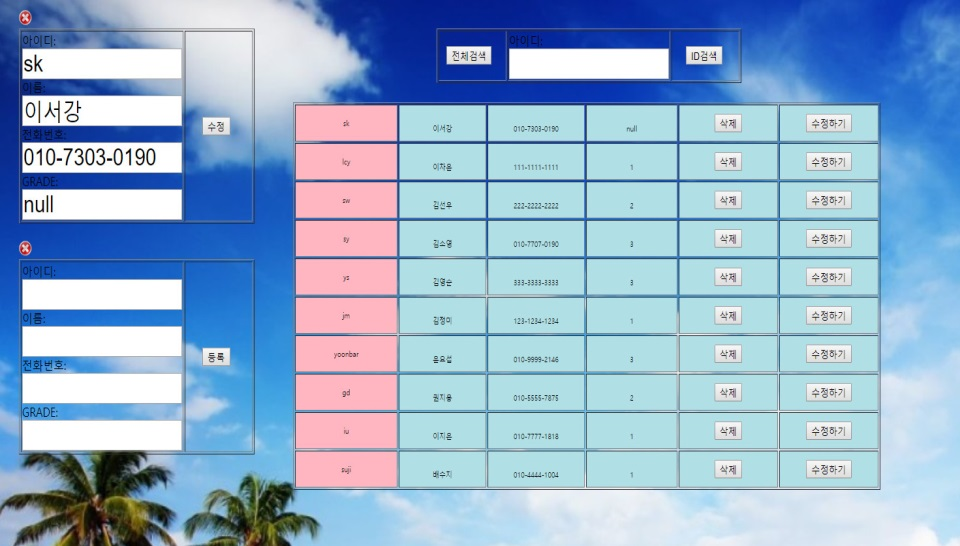 아이디:
sk
이름:
이서강
전화번호:
010-7303-0190
GRADE:
null
수정
아이디:
이름:
전화번호:
GRADE:
등록
전체검색
아이디:
ID검색
sk 이서강 010-7303-0190 null 삭제 수정하기
lcy 111-1111-1111 1 삭제 수정하기
sw 김선우 222-2222-2222 2 삭제 수정하기
sy 김소영 010-7707-0190 3 삭제 수정하기
yz 김영순 333-3333-3333 3 삭제 수정하기
jm 김정미 123-1234-1234 1 삭제 수정하기
yoonbar 010-9999-2146 3 삭제 수정하기
gd 권지용 010-5555-7875 2 삭제 수정하기
iu 이지은 010-7777-1818 1 삭제 수정하기
suji 배수지 010-4444-1004 1 삭제 수정하기